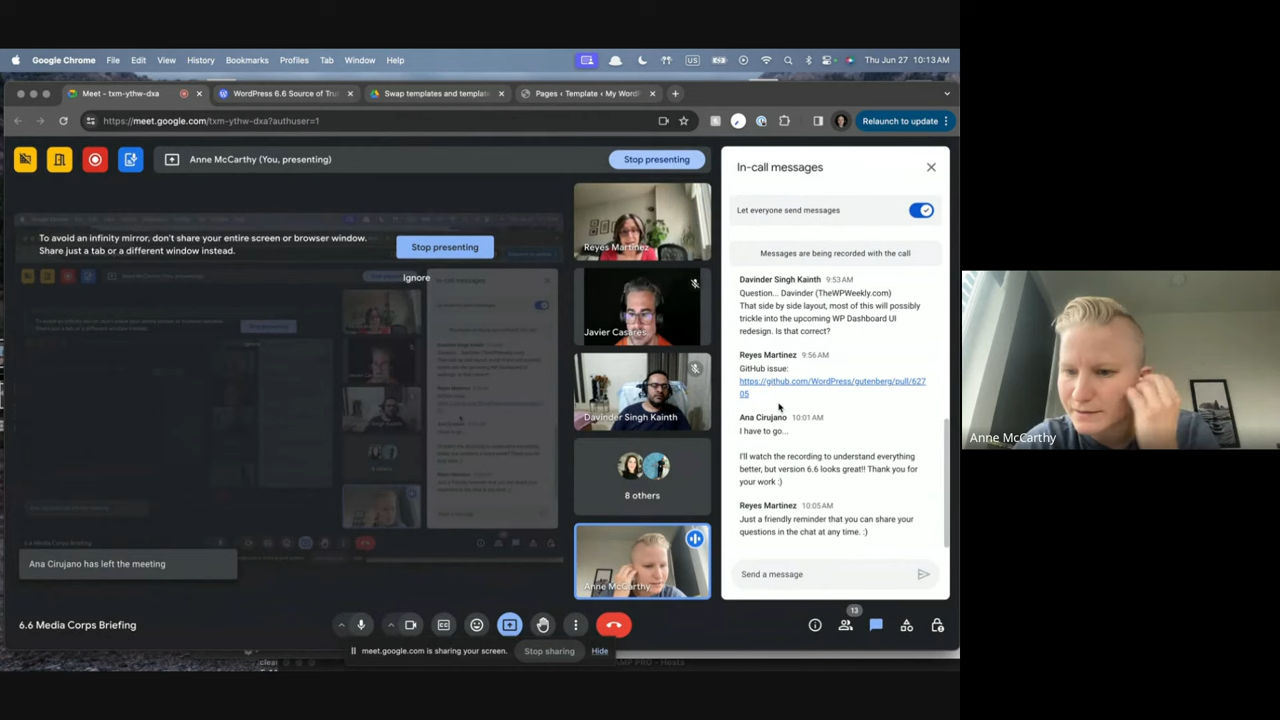 Google Chrome File Edit View History Bookmarks Profiles Tab Window Help US Thu Jun 27 10:13 AM
Meet - txm-ythw-dxa WordPress 6.6 Source of Tru Swap templates and template Pages ‹ Template ‹ My Word
https://meet.google.com/txm-ythw-dxa?authuser=1 Relaunch to update
Anne McCarthy (You, presenting) Stop presenting
To avoid an infinity mirror, don't share your entire screen or browser window.
Share just a tab or a different window instead.
Stop presenting
Ignore
Ana Cirujano has left the meeting
Reyes Martínez
Javier Casares
Davinder Singh Kainth
8 others
Anne McCarthy
In-call messages
Let everyone send messages
Messages are being recorded with the call
Davinder Singh Kainth 9:53 AM
Question... Davinder (TheWPWeekly.com)
That side by side layout, most of this will possibly
trickle into the upcoming WP Dashboard UI
redesign. Is that correct?
Reyes Martínez 9:56 AM
GitHub issue:
https://github.com/WordPress/gutenberg/pull/627
05
Ana Cirujano 10:01 AM
I have to go...
I'll watch the recording to understand everything
better, but version 6.6 looks great!! Thank you for
your work :)
Reyes Martinez 10:05 AM
Just a friendly reminder that you can share your
questions in the chat at any time. :)
Send a message
6.6 Media Corps Briefing
13
meet.google.com is sharing your screen. Stop sharing Hide
AMP PRO - Hosts
Anne McCarthy